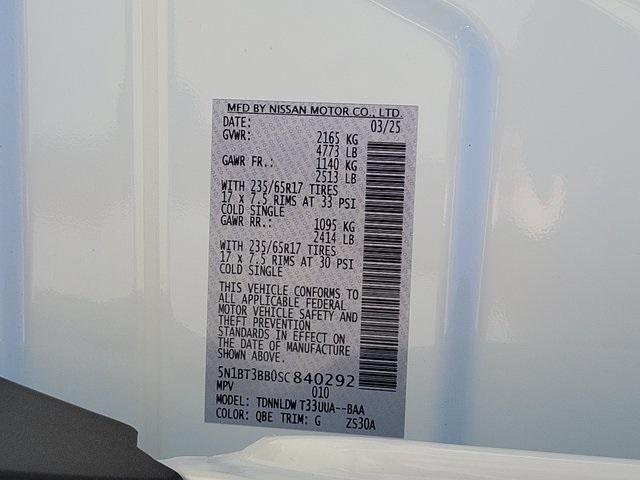 MFD BY NISSAN MOTOR CO., LTD.
DATE: 03/25
GVWR: 2165 KG
4773 LB
GAWR FR.: 1140 KG
2513 LB
WITH 235/65R17 TIRES
17 x 7.5 RIMS AT 33 PSI
COLD SINGLE
GAWR RR.: 1095 KG
2414 LB
WITH 235/65R17 TIRES
17 x 7.5 RIMS AT 30 PSI
COLD SINGLE
THIS VEHICLE CONFORMS TO
ALL APPLICABLE FEDERAL
MOTOR VEHICLE SAFETY AND
THEFT PREVENTION
STANDARDS IN EFFECT ON
THE DATE OF MANUFACTURE
SHOWN ABOVE.
5N1BT3BB0SC840292
MPV 010
MODEL: TDNNLDW T33UUA--BAA
COLOR: QBE TRIM: G ZS30A